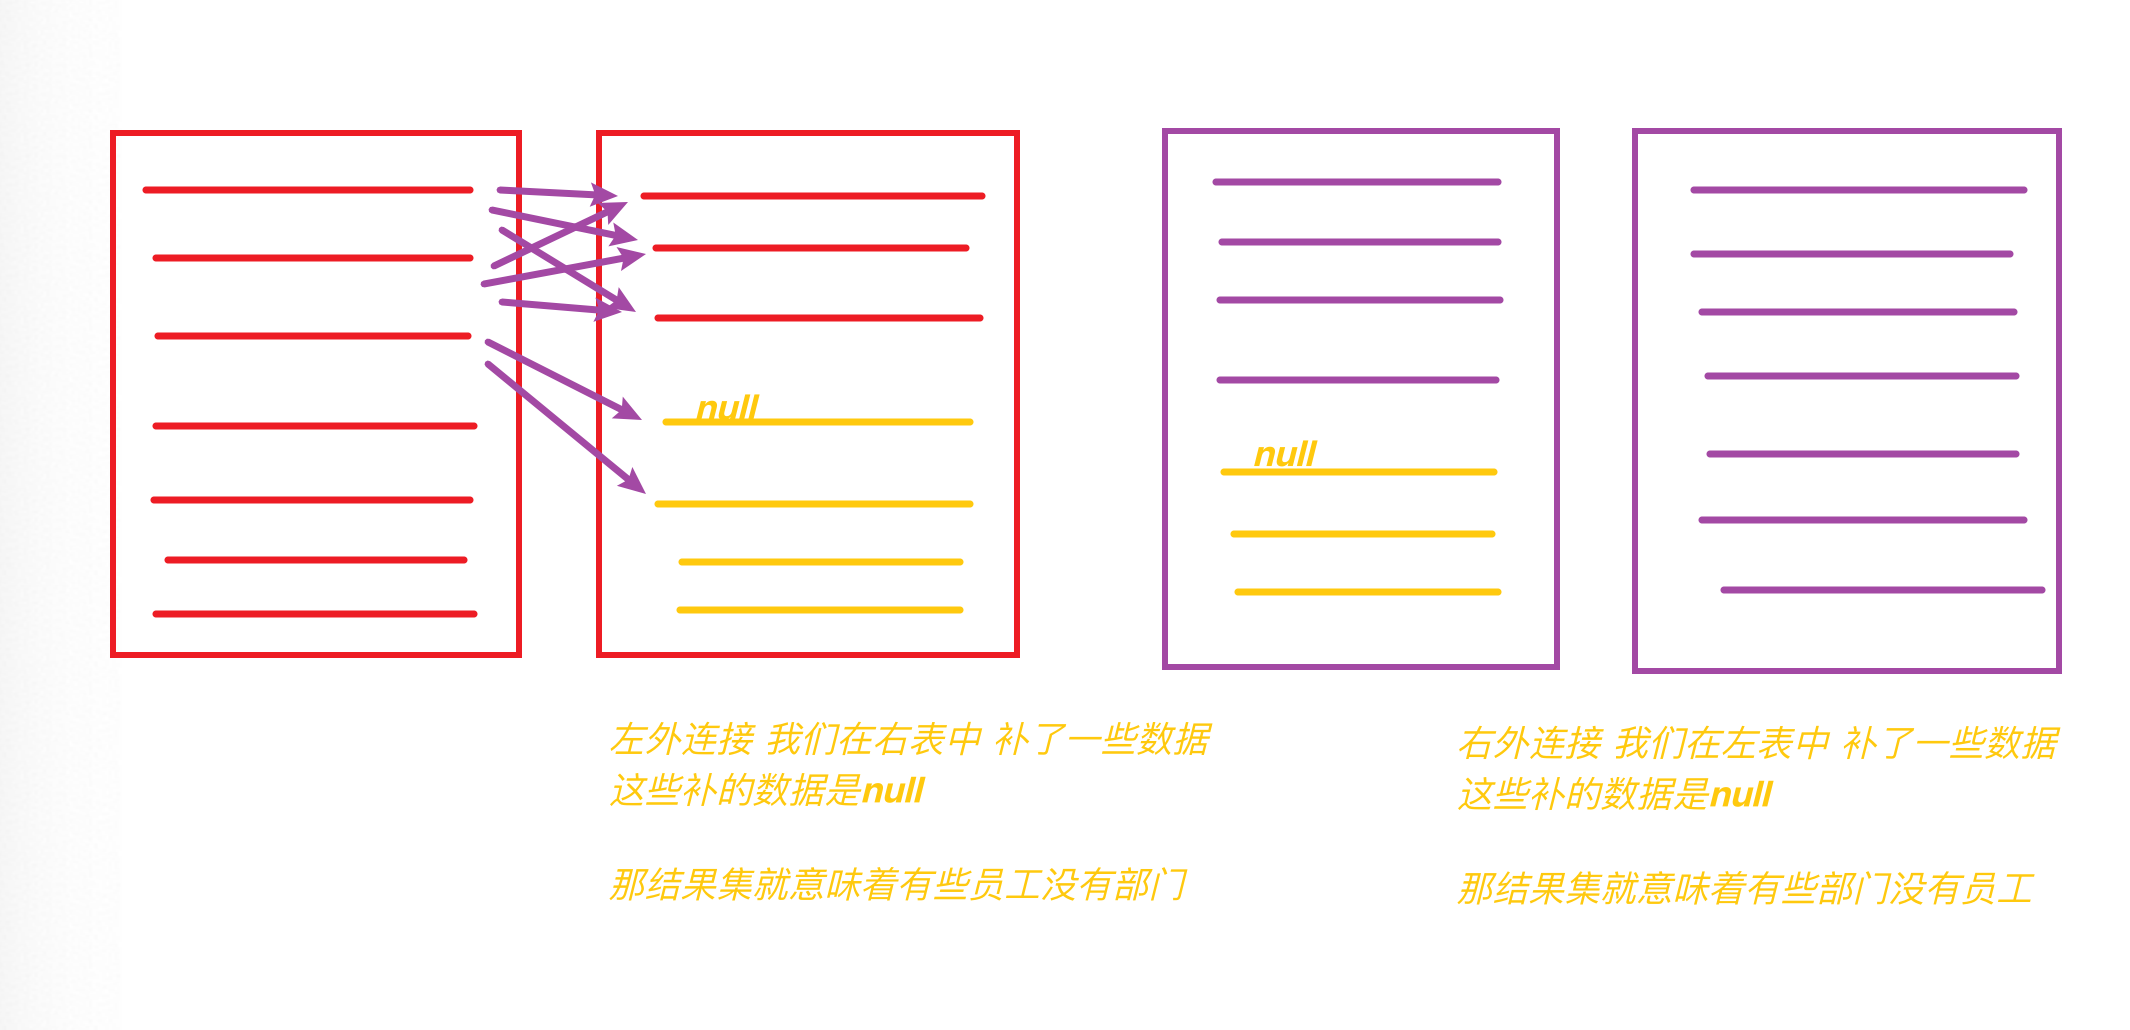 null
null
左外连接 我们在右表中 补了一些数据
这些补的数据是null
那结果集就意味着有些员工没有部门
右外连接 我们在左表中 补了一些数据
这些补的数据是null
那结果集就意味着有些部门没有员工